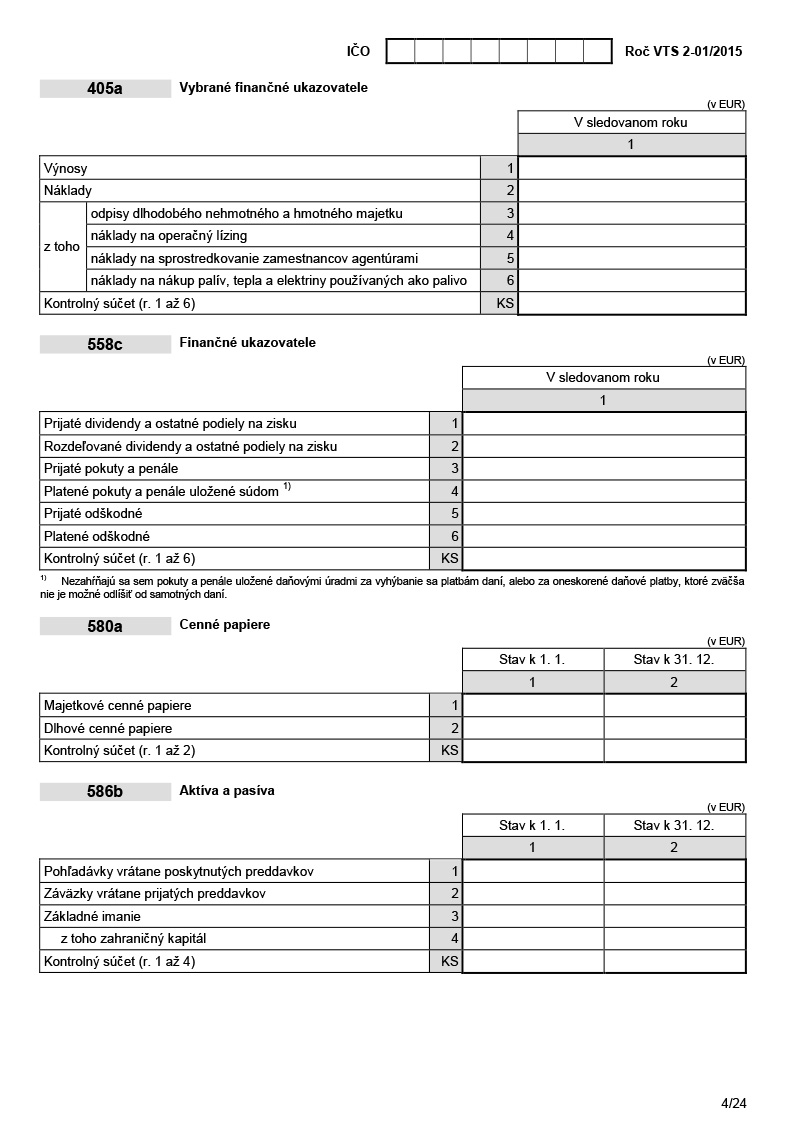 IČO Roč VTS 2-01/2015
405a Vybrané finančné ukazovatele
(v EUR)
V sledovanom roku
1
Výnosy 1
Náklady 2
z toho
odpisy dlhodobého nehmotného a hmotného majetku 3
náklady na operačný lízing 4
náklady na sprostredkovanie zamestnancov agentúrami 5
náklady na nákup palív, tepla a elektriny používaných ako palivo 6
Kontrolný súčet (r. 1 až 6) KS
558c Finančné ukazovatele
(v EUR)
V sledovanom roku
1
Prijaté dividendy a ostatné podiely na zisku 1
Rozdeľované dividendy a ostatné podiely na zisku 2
Prijaté pokuty a penále 3
Platené pokuty a penále uložené súdom 1) 4
Prijaté odškodné 5
Platené odškodné 6
Kontrolný súčet (r. 1 až 6) KS
1) Nezahŕňajú sa sem pokuty a penále uložené daňovými úradmi za vyhýbanie sa platbám daní, alebo za oneskorené daňové platby, ktoré zväčša
nie je možné odlíšiť od samotných daní.
580a Cenné papiere
(v EUR)
Stav k 1. 1. Stav k 31. 12.
1 2
Majetkové cenné papiere 1
Dlhové cenné papiere 2
Kontrolný súčet (r. 1 až 2) KS
586b Aktíva a pasíva
(v EUR)
Stav k 1. 1. Stav k 31. 12.
1 2
Pohľadávky vrátane poskytnutých preddavkov 1
Záväzky vrátane prijatých preddavkov 2
Základné imanie 3
z toho zahraničný kapitál 4
Kontrolný súčet (r. 1 až 4) KS
4/24